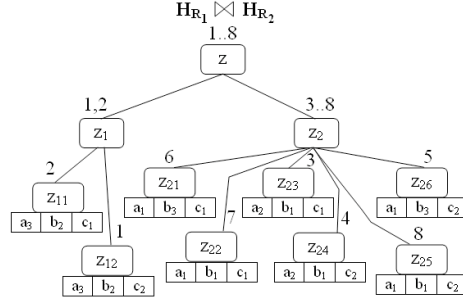 H_R1 ⋈ H_R2
1..8
z
1,2
3..8
z1
z2
2
6
3
5
z11
z21
z23
z26
a3 b2 c1
a1 b3 c1
a2 b1 c1
a1 b3 c2
1
7
4
8
z12
z22
z24
z25
a3 b2 c2
a1 b1 c1
a2 b1 c2
a1 b1 c2